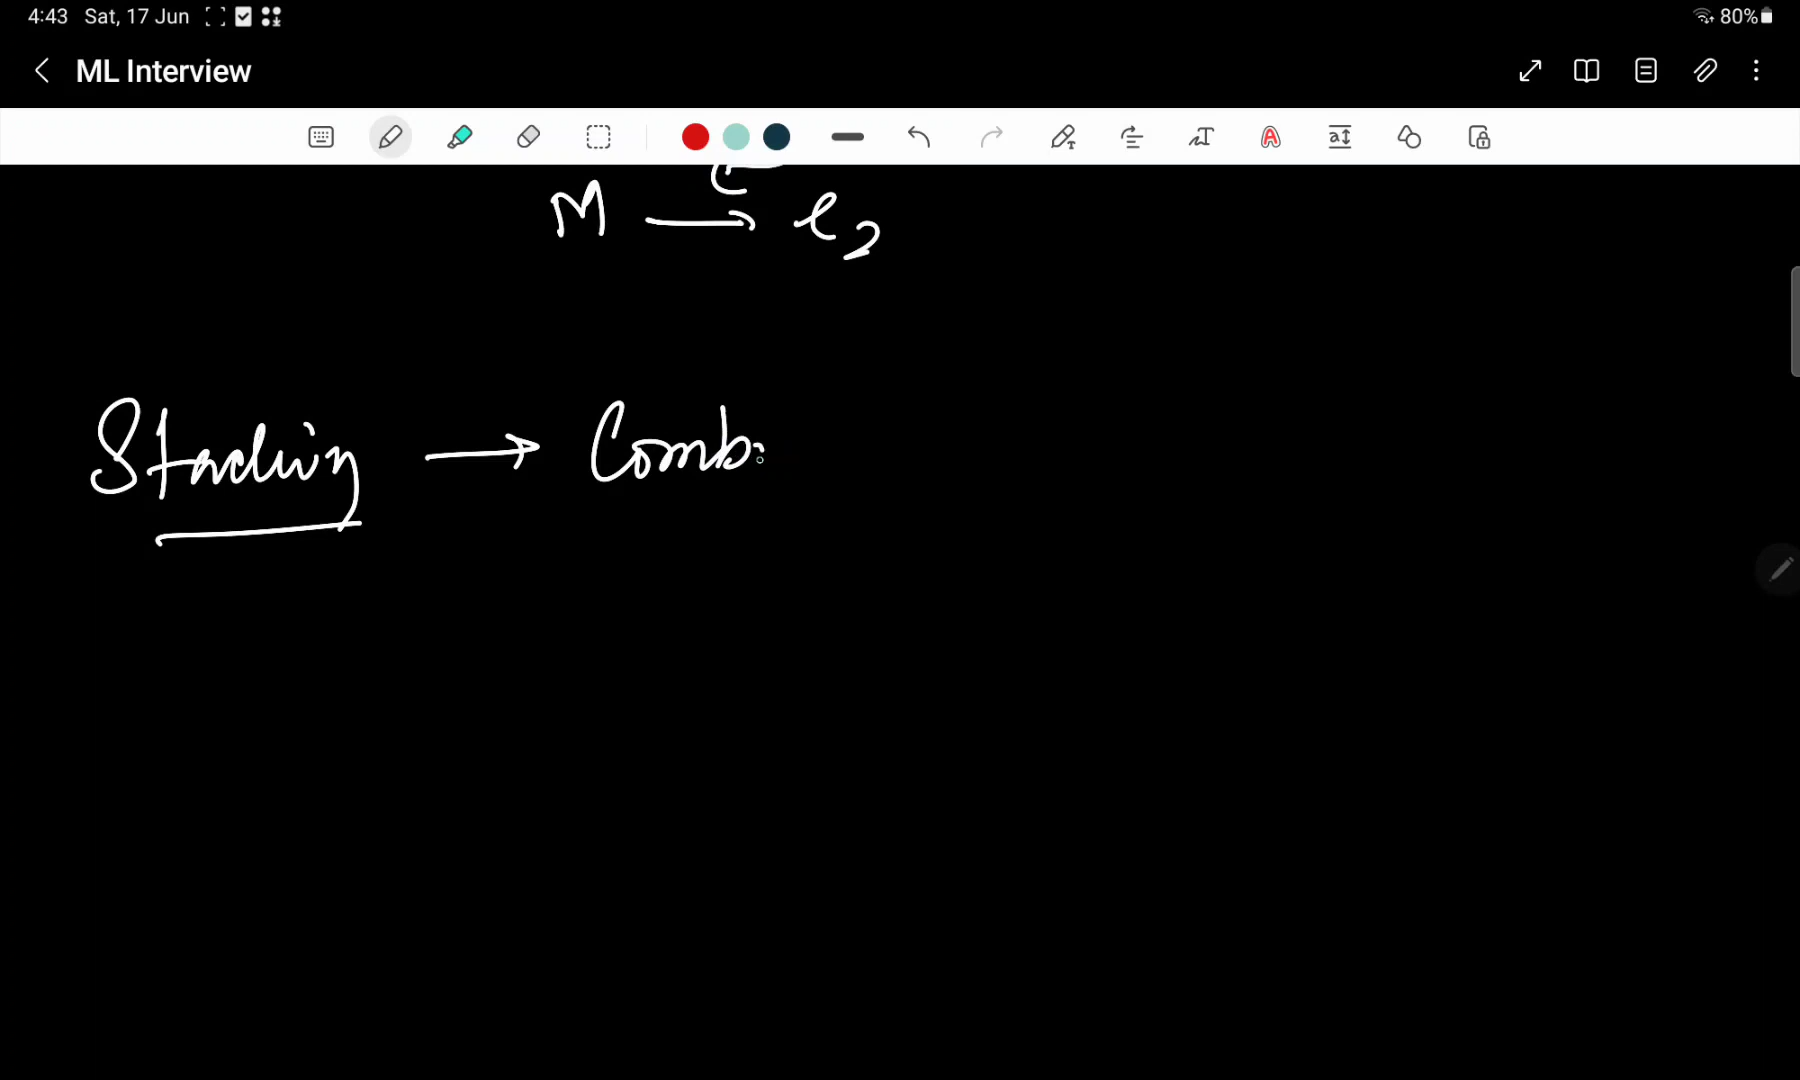 4:43 Sat, 17 Jun 80%
ML Interview
M → e2
Stacking → Comb